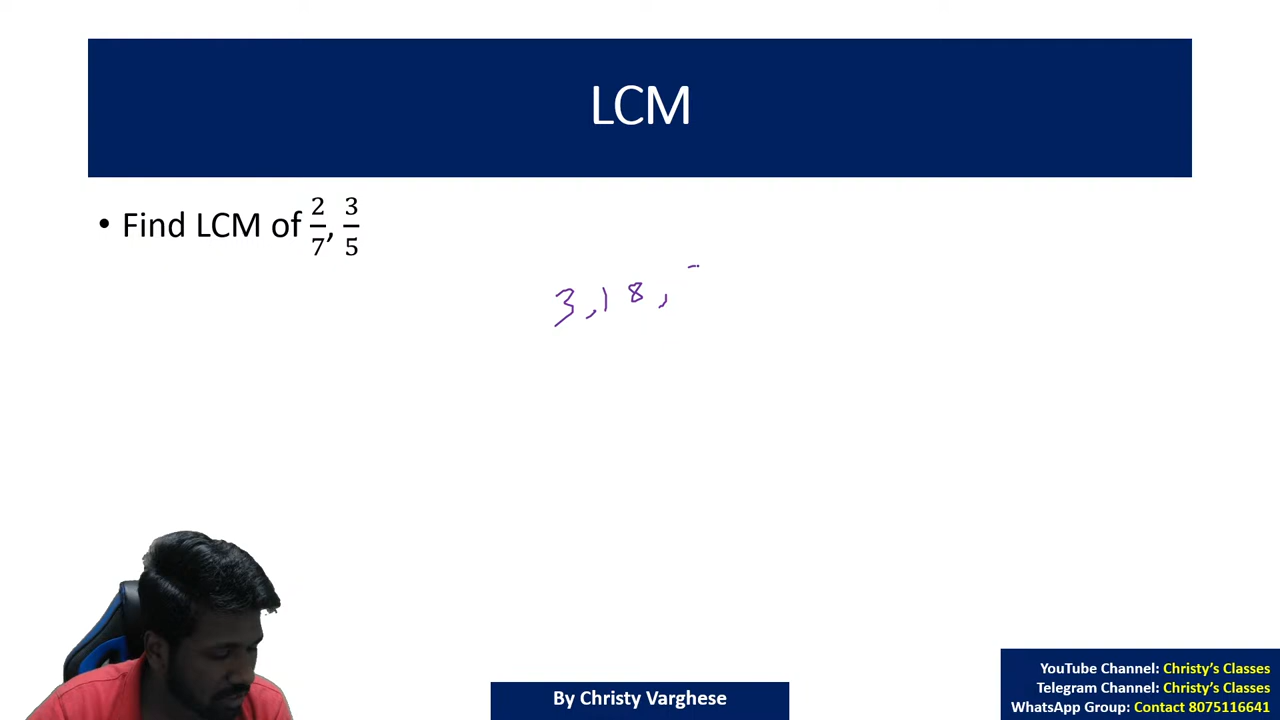 LCM
• Find LCM of 2/7, 3/5
3, 18,
By Christy Varghese
YouTube Channel: Christy's Classes
Telegram Channel: Christy's Classes
WhatsApp Group: Contact 8075116641